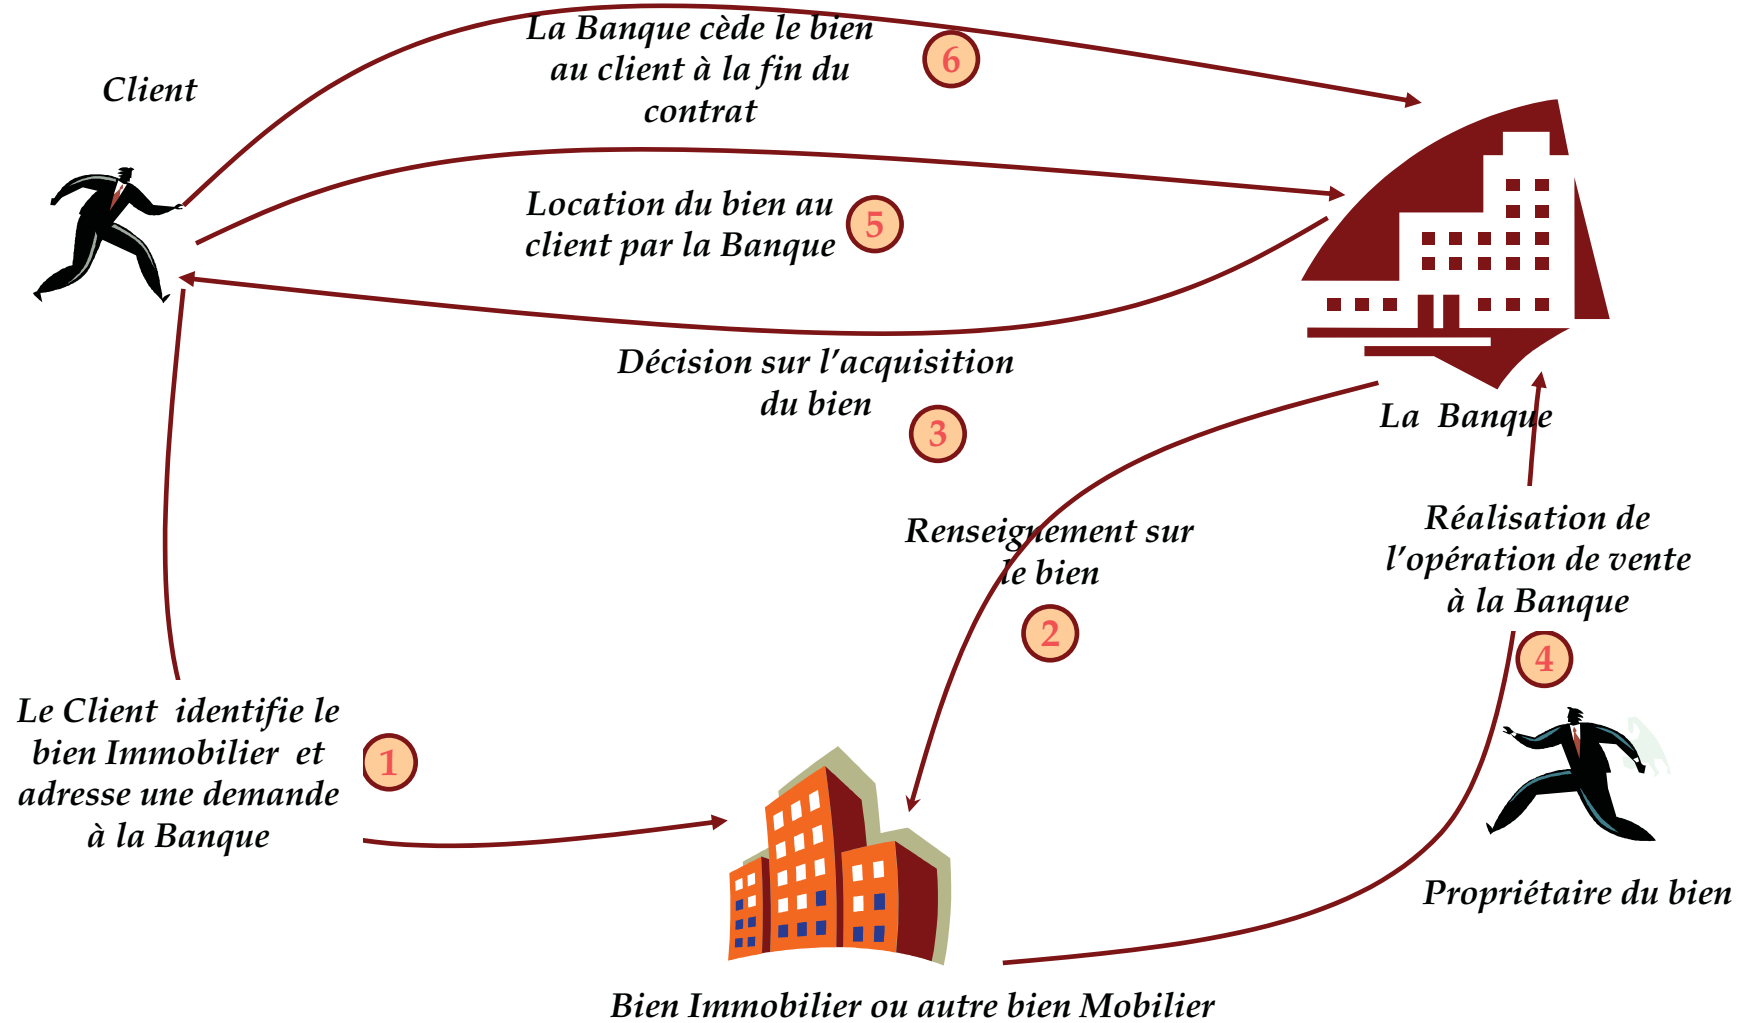 La Banque cède le bien
au client à la fin du
contrat
6
Client
Location du bien au
client par la Banque
5
Décision sur l’acquisition
du bien
3
La  Banque
Renseignement sur
le bien
2
Réalisation de
l’opération de vente
à la Banque
4
Le Client  identifie le
bien Immobilier  et
adresse une demande
à la Banque
1
Propriétaire du bien
Bien Immobilier ou autre bien Mobilier